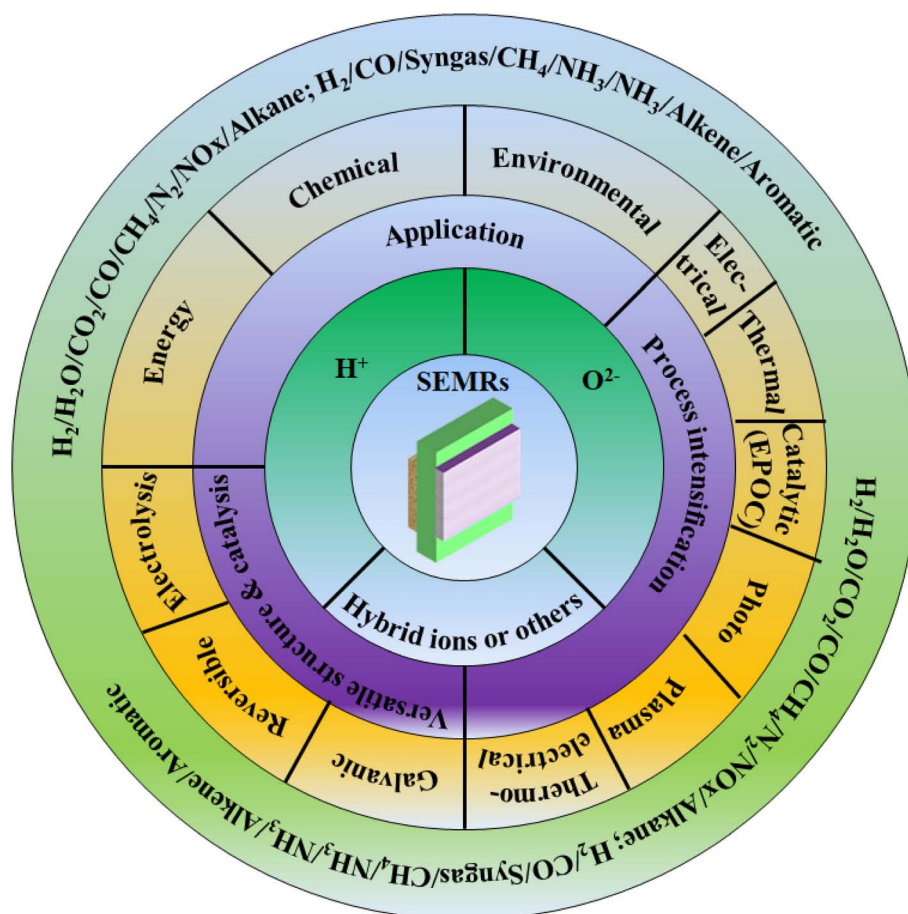 H₂/H₂O/CO₂/CO/CH₄/N₂/NOx/Alkane; H₂/CO/Syngas/CH₄/NH₃/NH₃/Alkene/Aromatic
Chemical
Environmental
Elec-
trical
Thermal
Catalytic
(EPOC)
Photo
Plasma
Thermo-
electrical
Galvanic
Reversible
Electrolysis
Energy
Application
Process intensification
Versatile structure & catalysis
H⁺
O²⁻
Hybrid ions or others
SEMRs
H₂/H₂O/CO₂/CO/CH₄/N₂/NOx/Alkane; H₂/CO/Syngas/CH₄/NH₃/NH₃/Alkene/Aromatic